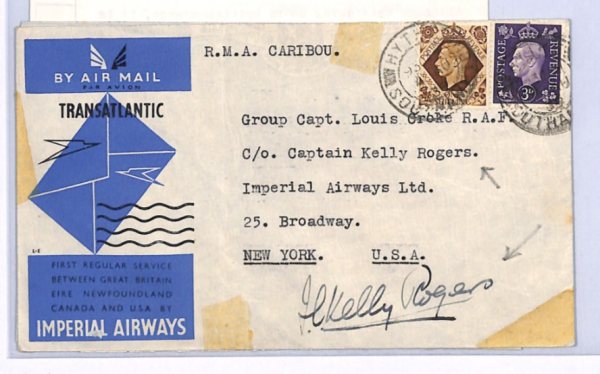 BY AIR MAIL
PAR AVION
TRANSATLANTIC
L-S
FIRST REGULAR SERVICE
BETWEEN GREAT BRITAIN
EIRE NEWFOUNDLAND
CANADA AND U.S.A. BY
IMPERIAL AIRWAYS
R.M.A. CARIBOU.
HYTHE
POSTAGE
REVENUE
3D
Group Capt. Louis Croke R.A.F.
C/o. Captain Kelly Rogers.
Imperial Airways Ltd.
25. Broadway.
NEW YORK. U.S.A.
Kelly Rogers